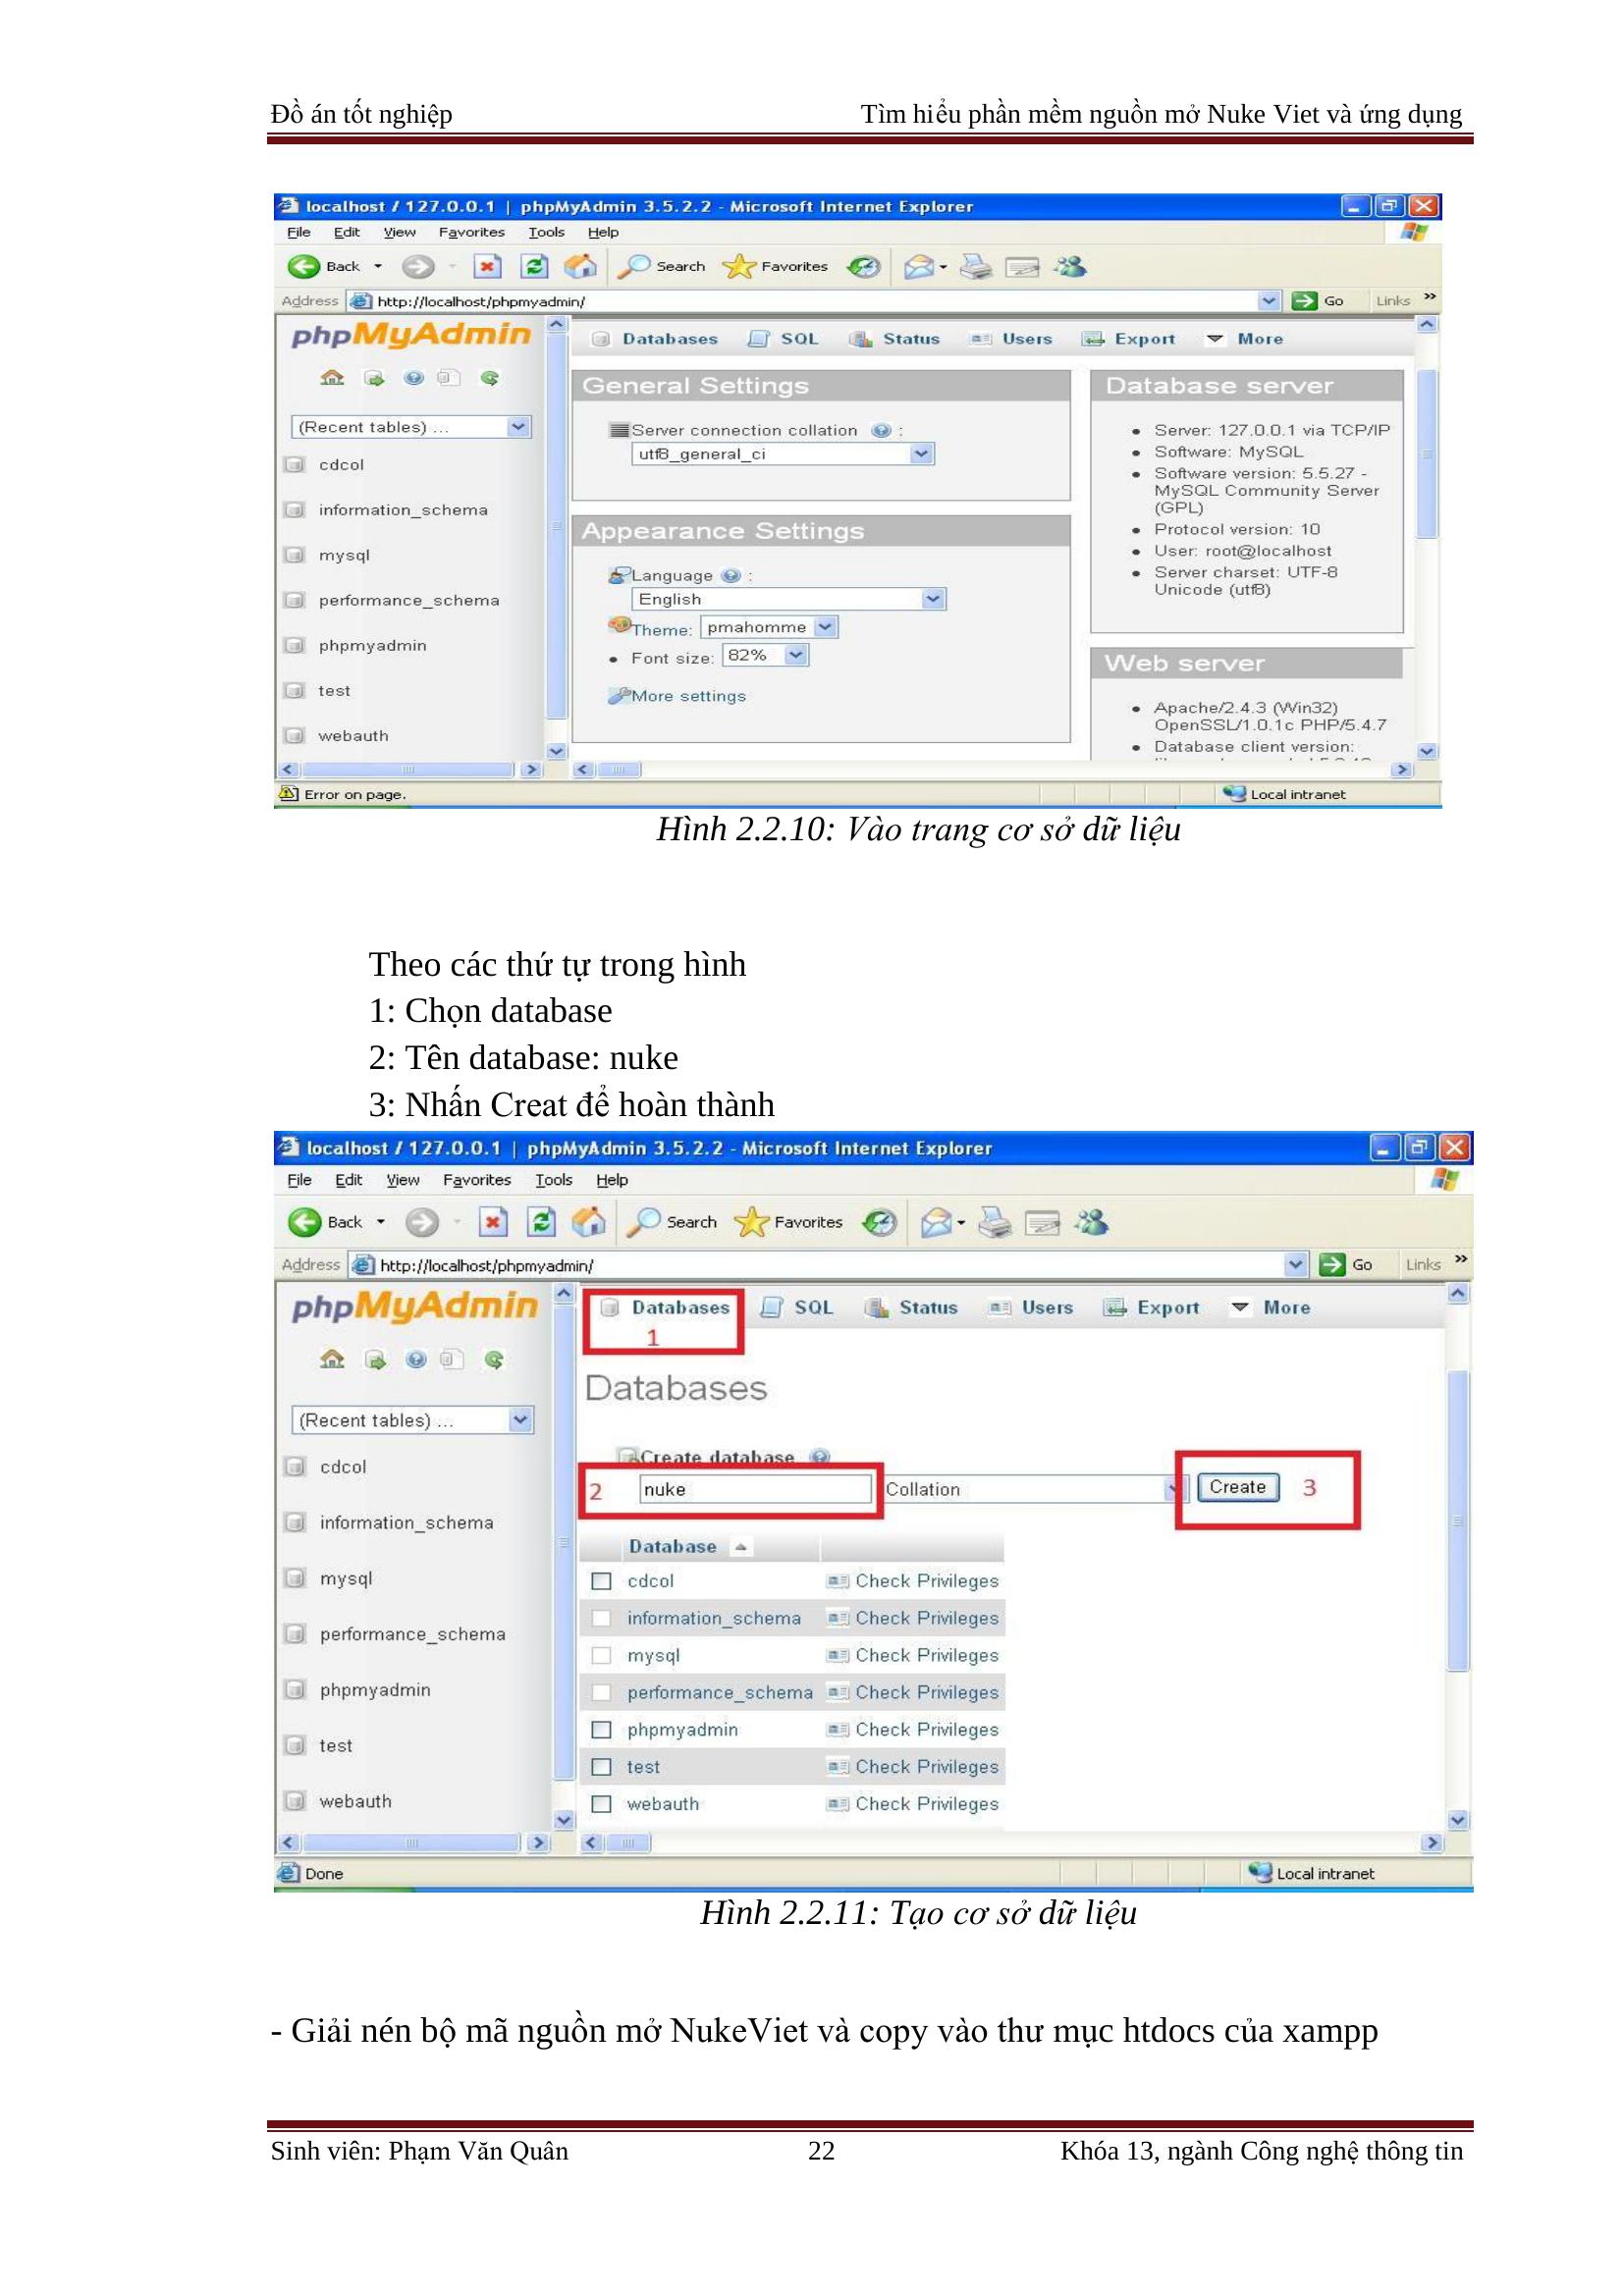 Đồ án tốt nghiệp Tìm hiểu phần mềm nguồn mở Nuke Viet và ứng dụng
localhost / 127.0.0.1 | phpMyAdmin 3.5.2.2 - Microsoft Internet Explorer
File Edit View Favorites Tools Help
Back Search Favorites
Address http://localhost/phpmyadmin/ Go Links »
phpMyAdmin
(Recent tables) ...
cdcol
information_schema
mysql
performance_schema
phpmyadmin
test
webauth
Databases SQL Status Users Export More
General Settings
Server connection collation :
utf8_general_ci
Appearance Settings
Language :
English
Theme: pmahomme
Font size: 82%
More settings
Database server
Server: 127.0.0.1 via TCP/IP
Software: MySQL
Software version: 5.5.27 -
MySQL Community Server
(GPL)
Protocol version: 10
User: root@localhost
Server charset: UTF-8
Unicode (utf8)
Web server
Apache/2.4.3 (Win32)
OpenSSL/1.0.1c PHP/5.4.7
Database client version:
Error on page. Local intranet
Hình 2.2.10: Vào trang cơ sở dữ liệu
Theo các thứ tự trong hình
1: Chọn database
2: Tên database: nuke
3: Nhấn Creat để hoàn thành
localhost / 127.0.0.1 | phpMyAdmin 3.5.2.2 - Microsoft Internet Explorer
File Edit View Favorites Tools Help
Back Search Favorites
Address http://localhost/phpmyadmin/ Go Links »
phpMyAdmin
(Recent tables) ...
cdcol
information_schema
mysql
performance_schema
phpmyadmin
test
webauth
Databases SQL Status Users Export More
1
Databases
Create database
2 nuke Collation Create 3
Database
cdcol Check Privileges
information_schema Check Privileges
mysql Check Privileges
performance_schema Check Privileges
phpmyadmin Check Privileges
test Check Privileges
webauth Check Privileges
Done Local intranet
Hình 2.2.11: Tạo cơ sở dữ liệu
- Giải nén bộ mã nguồn mở NukeViet và copy vào thư mục htdocs của xampp
Sinh viên: Phạm Văn Quân 22 Khóa 13, ngành Công nghệ thông tin